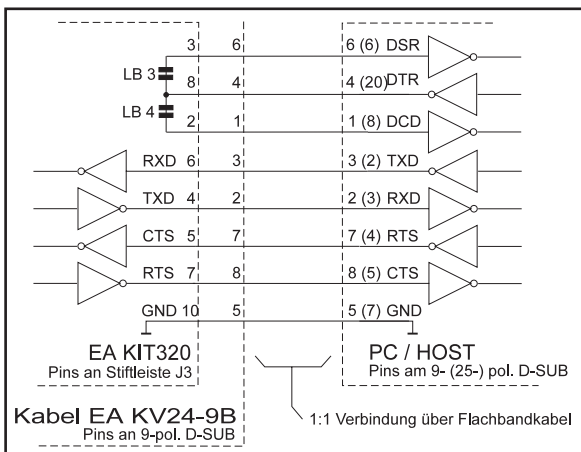 3 6 6 (6) DSR
LB 3
8 4 4 (20) DTR
LB 4
2 1 1 (8) DCD
RXD 6 3 3 (2) TXD
TXD 4 2 2 (3) RXD
CTS 5 7 7 (4) RTS
RTS 7 8 8 (5) CTS
GND 10 5 5 (7) GND
EA KIT320
Pins an Stiftleiste J3
PC / HOST
Pins am 9- (25-) pol. D-SUB
Kabel EA KV24-9B
Pins an 9-pol. D-SUB
1:1 Verbindung über Flachbandkabel